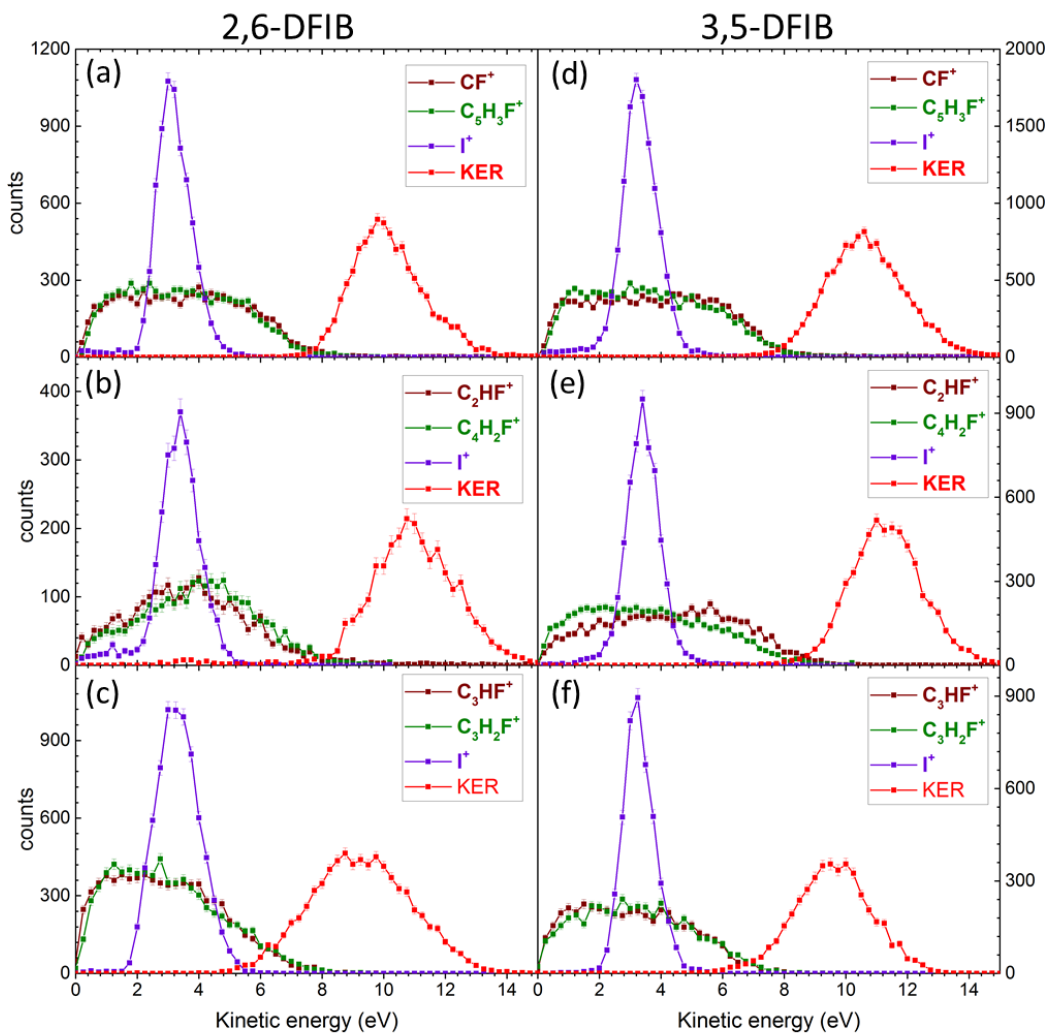 2,6-DFIB
3,5-DFIB
1200
900
600
300
0
counts
(a)
CF⁺
C₅H₃F⁺
I⁺
KER
(d)
CF⁺
C₅H₃F⁺
I⁺
KER
2000
1500
1000
500
0
400
300
200
100
0
counts
(b)
C₂HF⁺
C₄H₂F⁺
I⁺
KER
(e)
C₂HF⁺
C₄H₂F⁺
I⁺
KER
900
600
300
0
900
600
300
0
counts
(c)
C₃HF⁺
C₃H₂F⁺
I⁺
KER
(f)
C₃HF⁺
C₃H₂F⁺
I⁺
KER
900
600
300
0
0 2 4 6 8 10 12 14
0 2 4 6 8 10 12 14
Kinetic energy (eV)
Kinetic energy (eV)